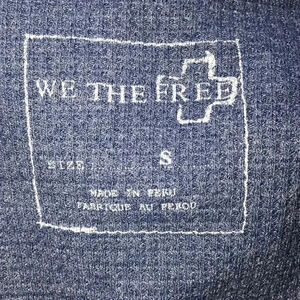 WE THE FREE
SIZE ...... S
MADE IN PERU
FABRIQUE AU PEROU